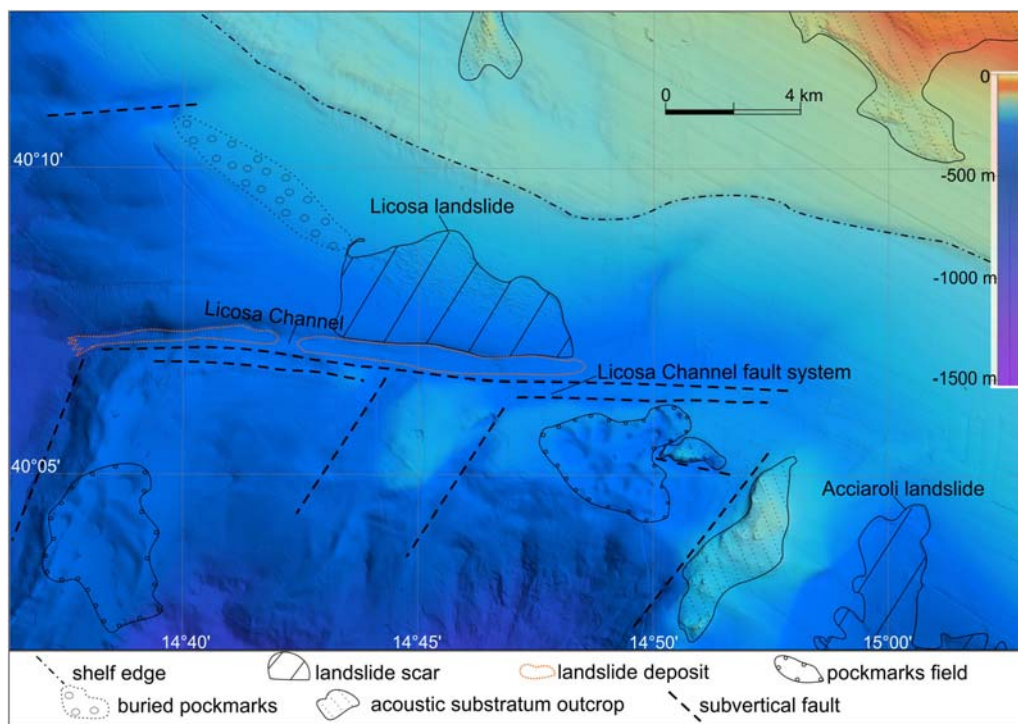 0
4 km
0
40°10'
-500 m
Licosa landslide
-1000 m
Licosa Channel
Licosa Channel fault system
-1500 m
40°05'
Acciaroli landslide
14°40'
14°45'
14°50'
15°00'
shelf edge
landslide scar
landslide deposit
pockmarks field
buried pockmarks
acoustic substratum outcrop
subvertical fault